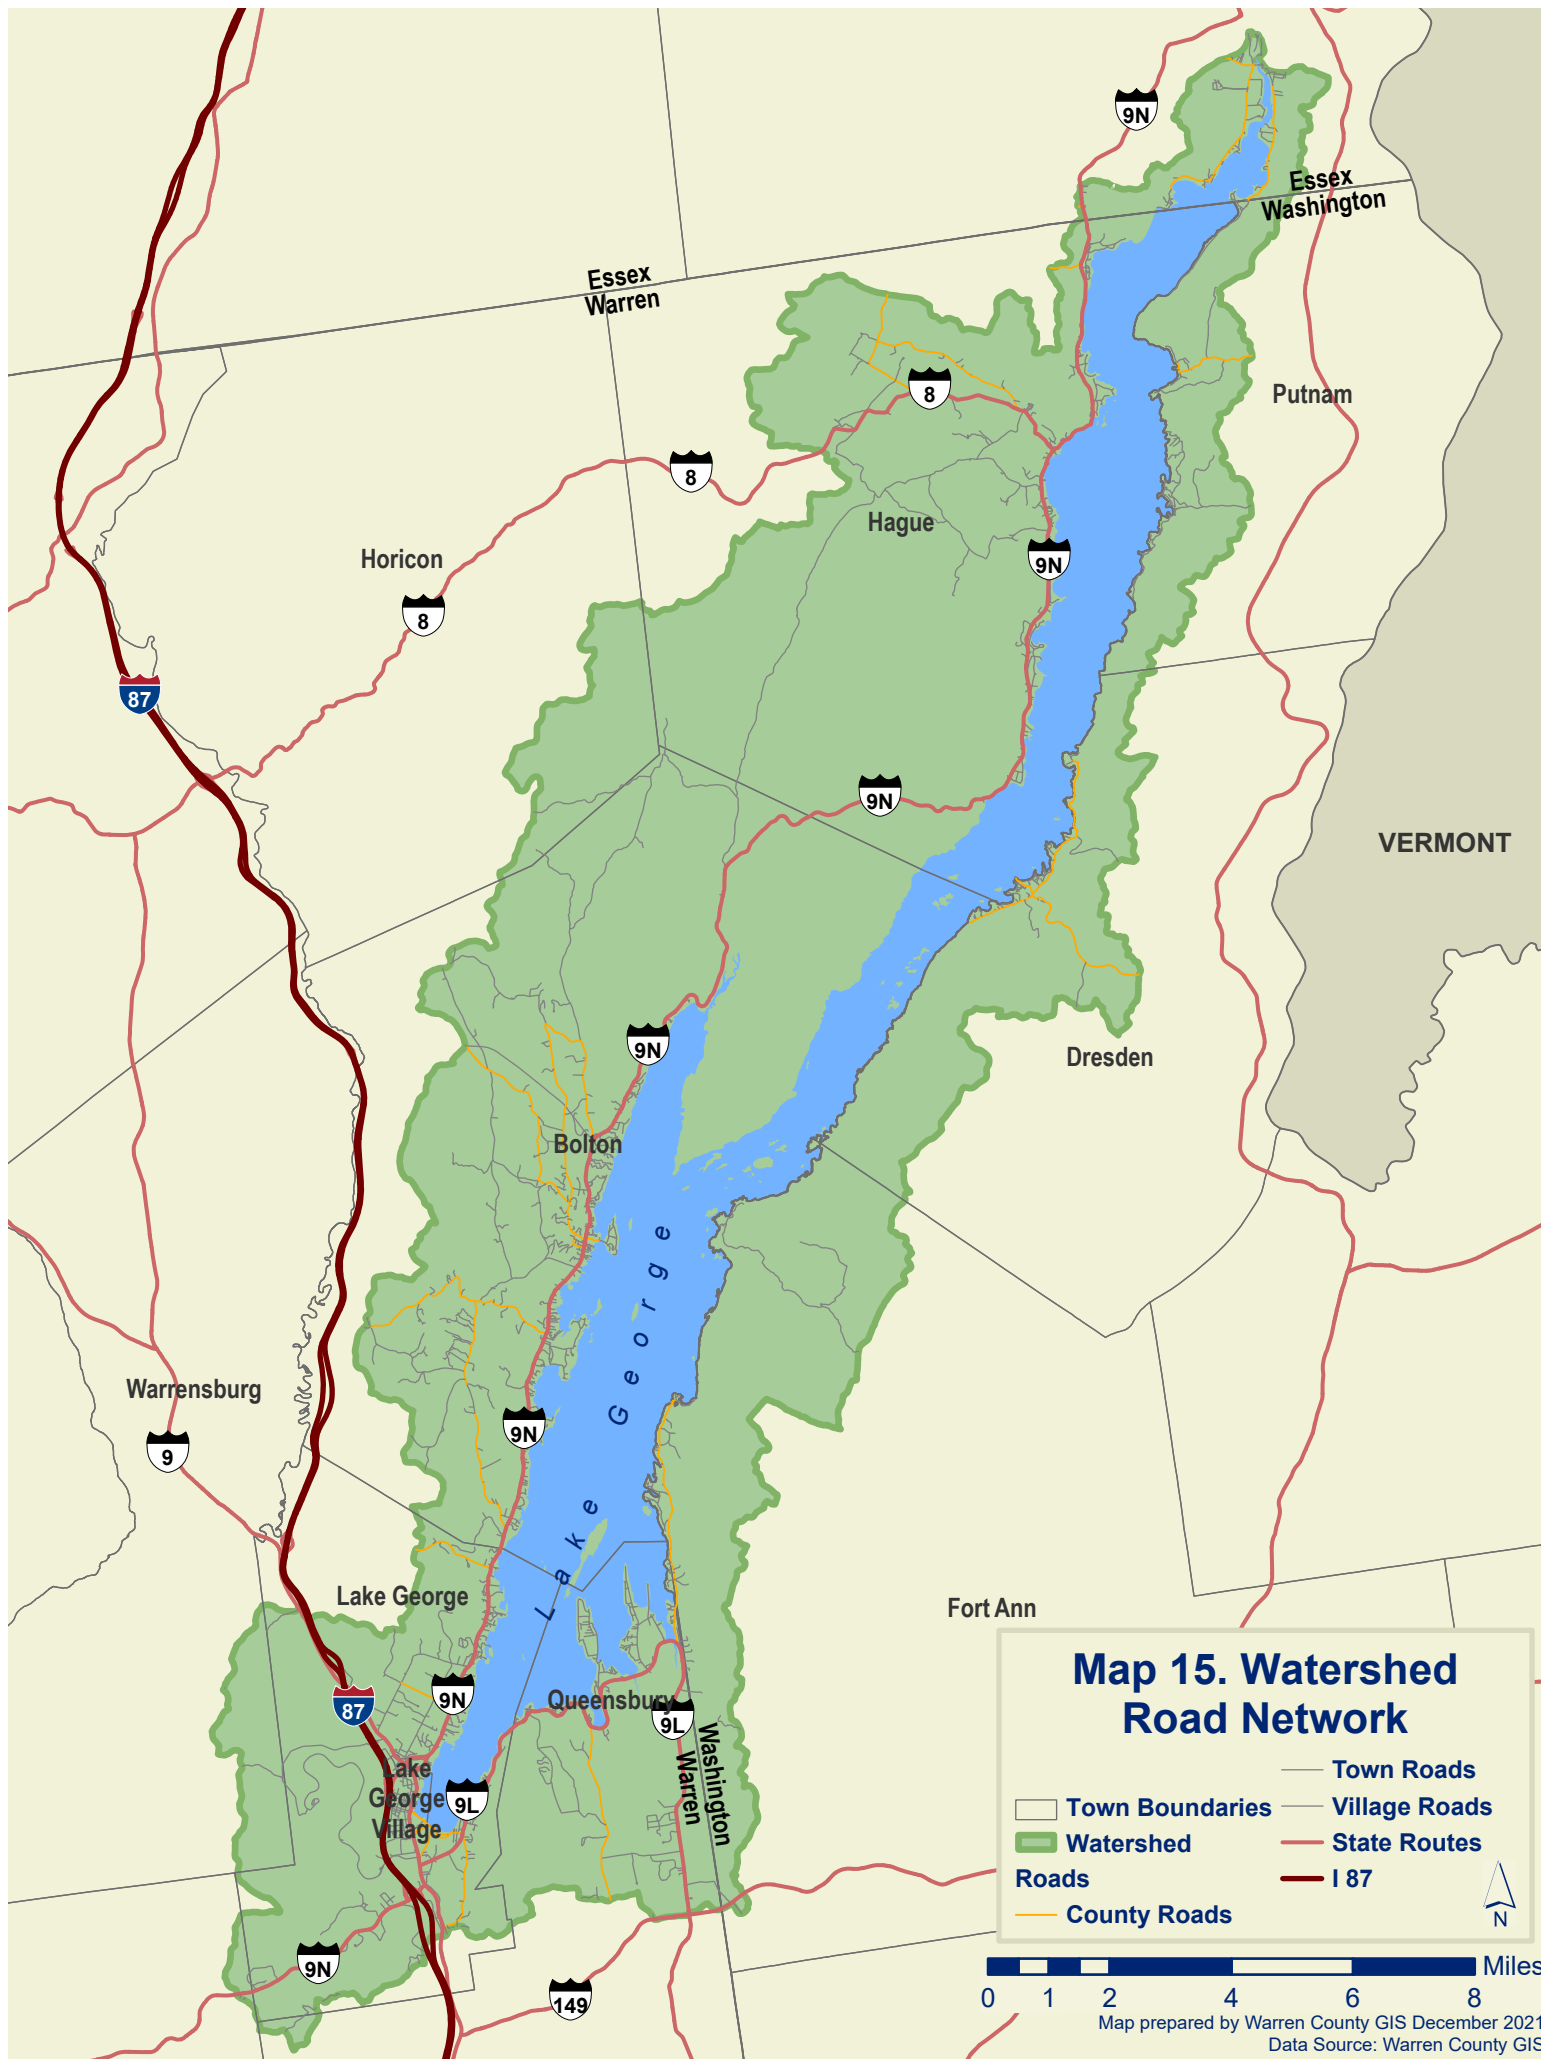 9N
Essex
Washington
Essex
Warren
8
Putnam
8
Hague
Horicon
9N
8
87
9N
VERMONT
9N
Dresden
Bolton
Lake George
Warrensburg
9N
9
Lake George
Fort Ann
9N
87
Queensbury
9L
Washington
Warren
Lake
George
Village
9L
9N
149
Map 15. Watershed
Road Network
Town Boundaries
Watershed
Roads
County Roads
Town Roads
Village Roads
State Routes
I 87
N
Miles
0 1 2 4 6 8
Map prepared by Warren County GIS December 2021
Data Source: Warren County GIS